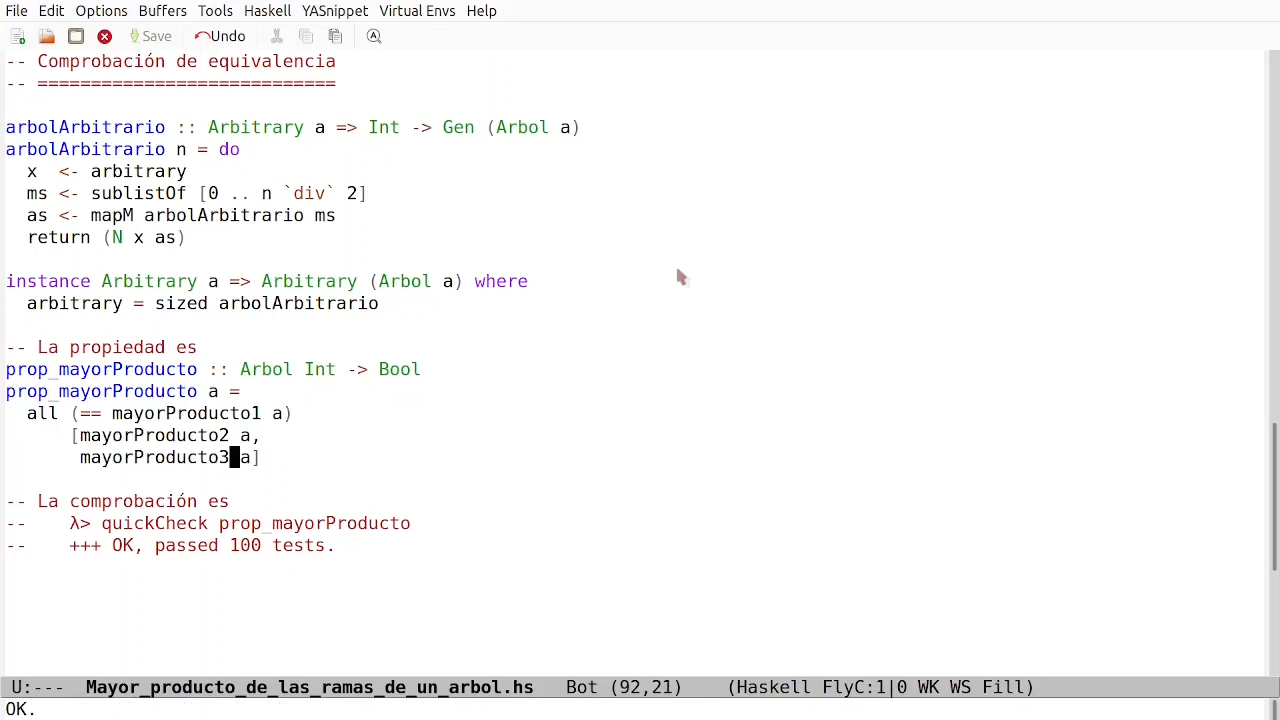 File Edit Options Buffers Tools Haskell YASnippet Virtual Envs Help
Save Undo
-- Comprobación de equivalencia
-- ============================
arbolArbitrario :: Arbitrary a => Int -> Gen (Arbol a)
arbolArbitrario n = do
  x  <- arbitrary
  ms <- sublistOf [0 .. n `div` 2]
  as <- mapM arbolArbitrario ms
  return (N x as)
instance Arbitrary a => Arbitrary (Arbol a) where
  arbitrary = sized arbolArbitrario
-- La propiedad es
prop_mayorProducto :: Arbol Int -> Bool
prop_mayorProducto a =
  all (== mayorProducto1 a)
      [mayorProducto2 a,
       mayorProducto3 a]
-- La comprobación es
--    λ> quickCheck prop_mayorProducto
--    +++ OK, passed 100 tests.
U:--- Mayor_producto_de_las_ramas_de_un_arbol.hs Bot (92,21) (Haskell FlyC:1|0 WK WS Fill)
OK.